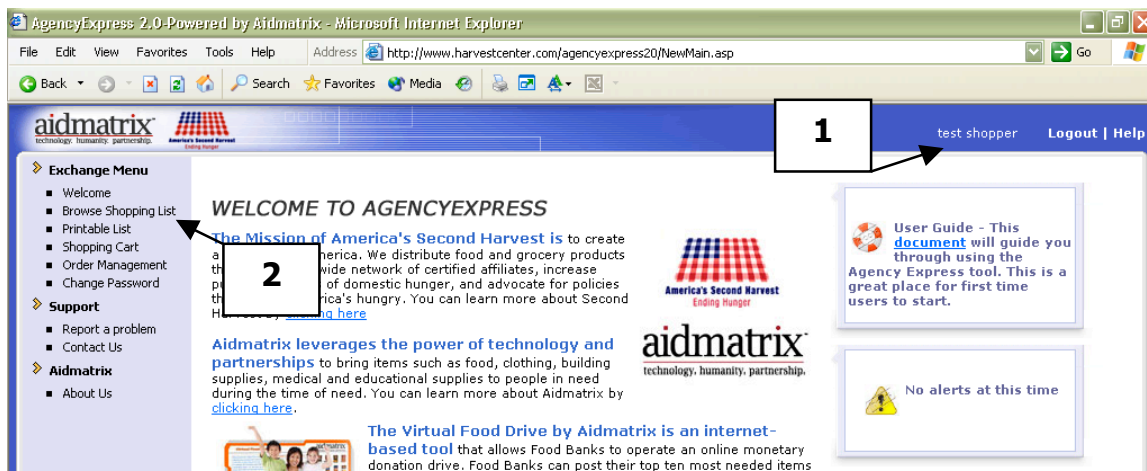 AgencyExpress 2.0-Powered by Aidmatrix - Microsoft Internet Explorer
File Edit View Favorites Tools Help Address http://www.harvestcenter.com/agencyexpress20/NewMain.asp Go
Back Search Favorites Media
aidmatrix
technology. humanity. partnership.
America's Second Harvest
Ending Hunger
1
test shopper Logout | Help
Exchange Menu
Welcome
Browse Shopping List
Printable List
Shopping Cart
Order Management
Change Password
Support
Report a problem
Contact Us
Aidmatrix
About Us
2
WELCOME TO AGENCYEXPRESS
The Mission of America's Second Harvest is to create
a erica. We distribute food and grocery products
th wide network of certified affiliates, increase
p of domestic hunger, and advocate for policies
th rica's hungry. You can learn more about Second
H clicking here
Aidmatrix leverages the power of technology and
partnerships to bring items such as food, clothing, building
supplies, medical and educational supplies to people in need
during the time of need. You can learn more about Aidmatrix by
clicking here.
The Virtual Food Drive by Aidmatrix is an internet-
based tool that allows Food Banks to operate an online monetary
donation drive. Food Banks can post their top ten most needed items
America's Second Harvest
Ending Hunger
aidmatrix
technology. humanity. partnership.
User Guide - This
document will guide you
through using the
Agency Express tool. This is a
great place for first time
users to start.
No alerts at this time